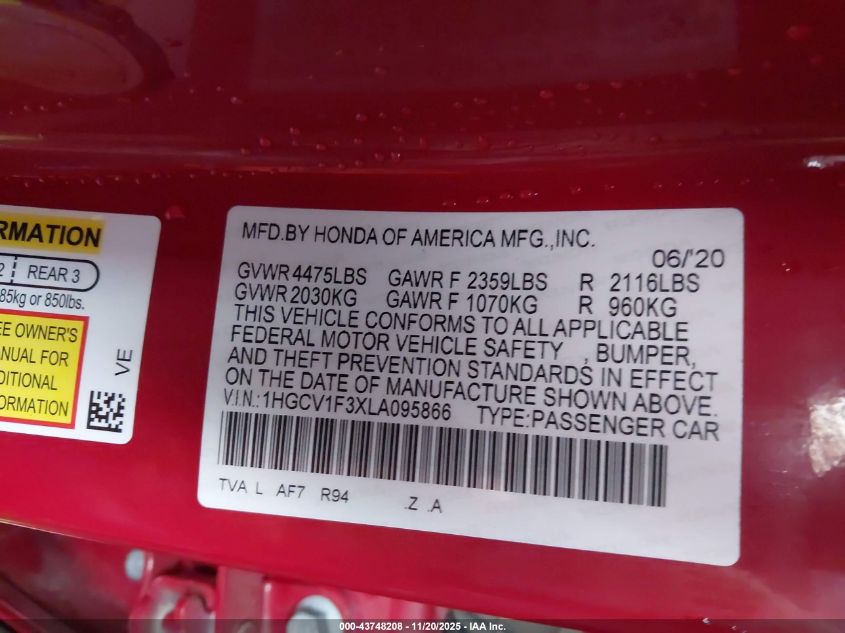 RMATION
2 REAR 3
85kg or 850lbs.
EE OWNER'S
ANUAL FOR
DDITIONAL
FORMATION
VE
MFD.BY HONDA OF AMERICA MFG.,INC.
06/'20
GVWR 4475LBS GAWR F 2359LBS R 2116LBS
GVWR 2030KG GAWR F 1070KG R 960KG
THIS VEHICLE CONFORMS TO ALL APPLICABLE
FEDERAL MOTOR VEHICLE SAFETY , BUMPER,
AND THEFT PREVENTION STANDARDS IN EFFECT
ON THE DATE OF MANUFACTURE SHOWN ABOVE.
V.I.N.:1HGCV1F3XLA095866 TYPE:PASSENGER CAR
TVA L AF7 R94 .Z .A
000-43748208 - 11/20/2025 - IAA Inc.